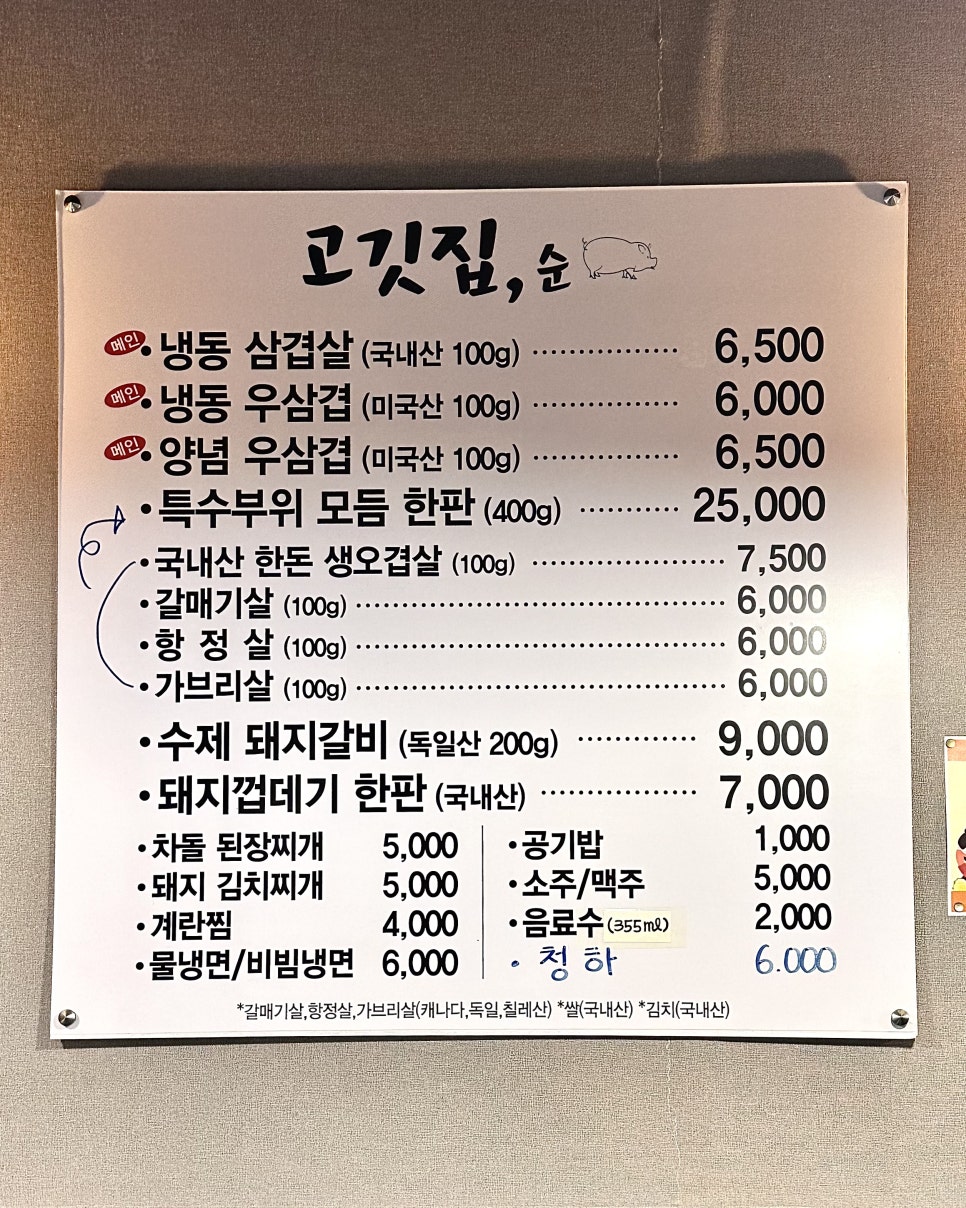 고깃집, 순
메인 • 냉동 삼겹살 (국내산 100g) ················ 6,500
메인 • 냉동 우삼겹 (미국산 100g) ················ 6,000
메인 • 양념 우삼겹 (미국산 100g) ················ 6,500
• 특수부위 모듬 한판 (400g) ··········· 25,000
• 국내산 한돈 생오겹살 (100g) ····················· 7,500
• 갈매기살 (100g) ········································ 6,000
• 항 정 살 (100g) ········································ 6,000
• 가브리살 (100g) ········································ 6,000
• 수제 돼지갈비 (독일산 200g) ············· 9,000
• 돼지껍데기 한판 (국내산) ················· 7,000
• 차돌 된장찌개 5,000
• 돼지 김치찌개 5,000
• 계란찜 4,000
• 물냉면/비빔냉면 6,000
• 공기밥 1,000
• 소주/맥주 5,000
• 음료수 (355ml) 2,000
• 청하 6.000
*갈매기살,항정살,가브리살(캐나다,독일,칠레산) *쌀(국내산) *김치(국내산)